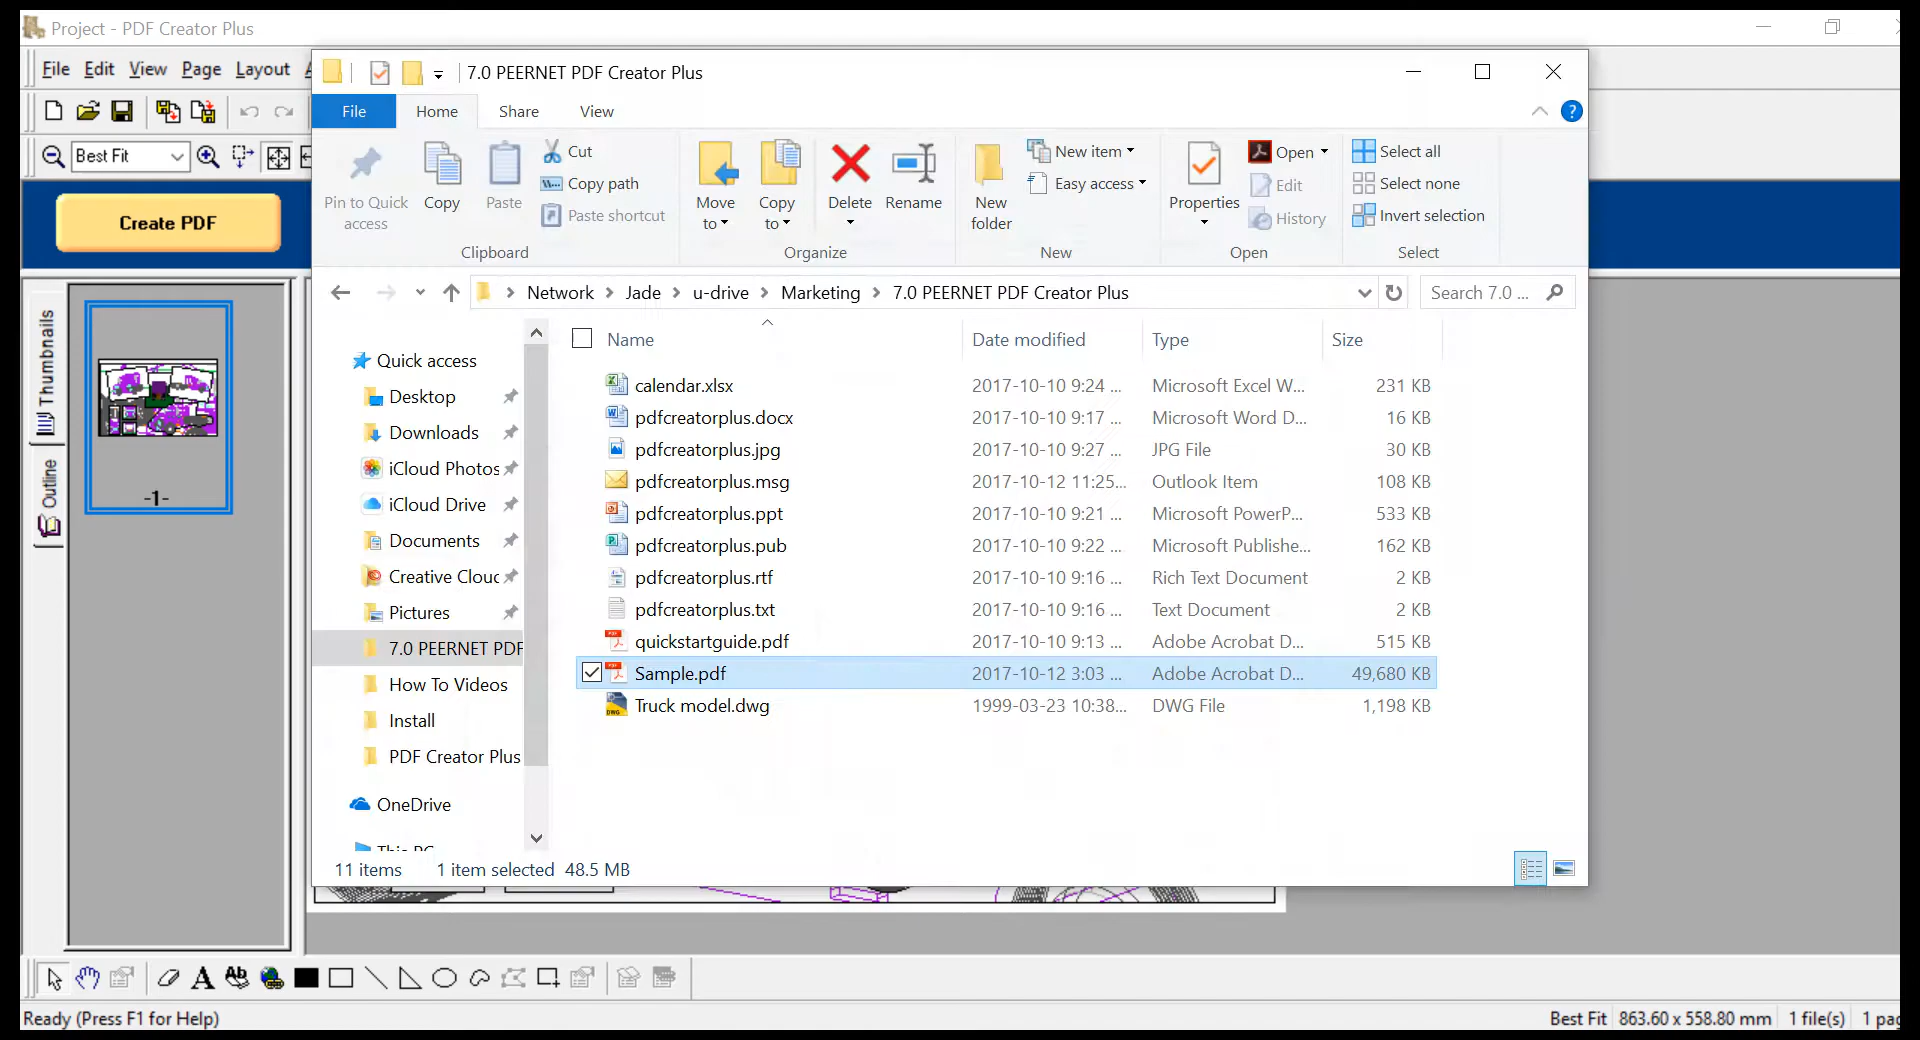 Project - PDF Creator Plus
File Edit View Page Layout
Best Fit
Create PDF
Thumbnails
Outline
-1-
7.0 PEERNET PDF Creator Plus
File Home Share View
Pin to Quick access
Copy
Paste
Cut
Copy path
Paste shortcut
Clipboard
Move to
Copy to
Delete
Rename
Organize
New folder
New item
Easy access
New
Properties
Open
Edit
History
Open
Select all
Select none
Invert selection
Select
Network Jade u-drive Marketing 7.0 PEERNET PDF Creator Plus
Search 7.0 ...
Quick access
Desktop
Downloads
iCloud Photos
iCloud Drive
Documents
Creative Clou
Pictures
7.0 PEERNET PDF
How To Videos
Install
PDF Creator Plus
OneDrive
This PC
Name Date modified Type Size
calendar.xlsx 2017-10-10 9:24 ... Microsoft Excel W... 231 KB
pdfcreatorplus.docx 2017-10-10 9:17 ... Microsoft Word D... 16 KB
pdfcreatorplus.jpg 2017-10-10 9:27 ... JPG File 30 KB
pdfcreatorplus.msg 2017-10-12 11:25... Outlook Item 108 KB
pdfcreatorplus.ppt 2017-10-10 9:21 ... Microsoft PowerP... 533 KB
pdfcreatorplus.pub 2017-10-10 9:22 ... Microsoft Publishe... 162 KB
pdfcreatorplus.rtf 2017-10-10 9:16 ... Rich Text Document 2 KB
pdfcreatorplus.txt 2017-10-10 9:16 ... Text Document 2 KB
quickstartguide.pdf 2017-10-10 9:13 ... Adobe Acrobat D... 515 KB
Sample.pdf 2017-10-12 3:03 ... Adobe Acrobat D... 49,680 KB
Truck model.dwg 1999-03-23 10:38... DWG File 1,198 KB
11 items 1 item selected 48.5 MB
Ready (Press F1 for Help)
Best Fit 863.60 x 558.80 mm 1 file(s) 1 pag